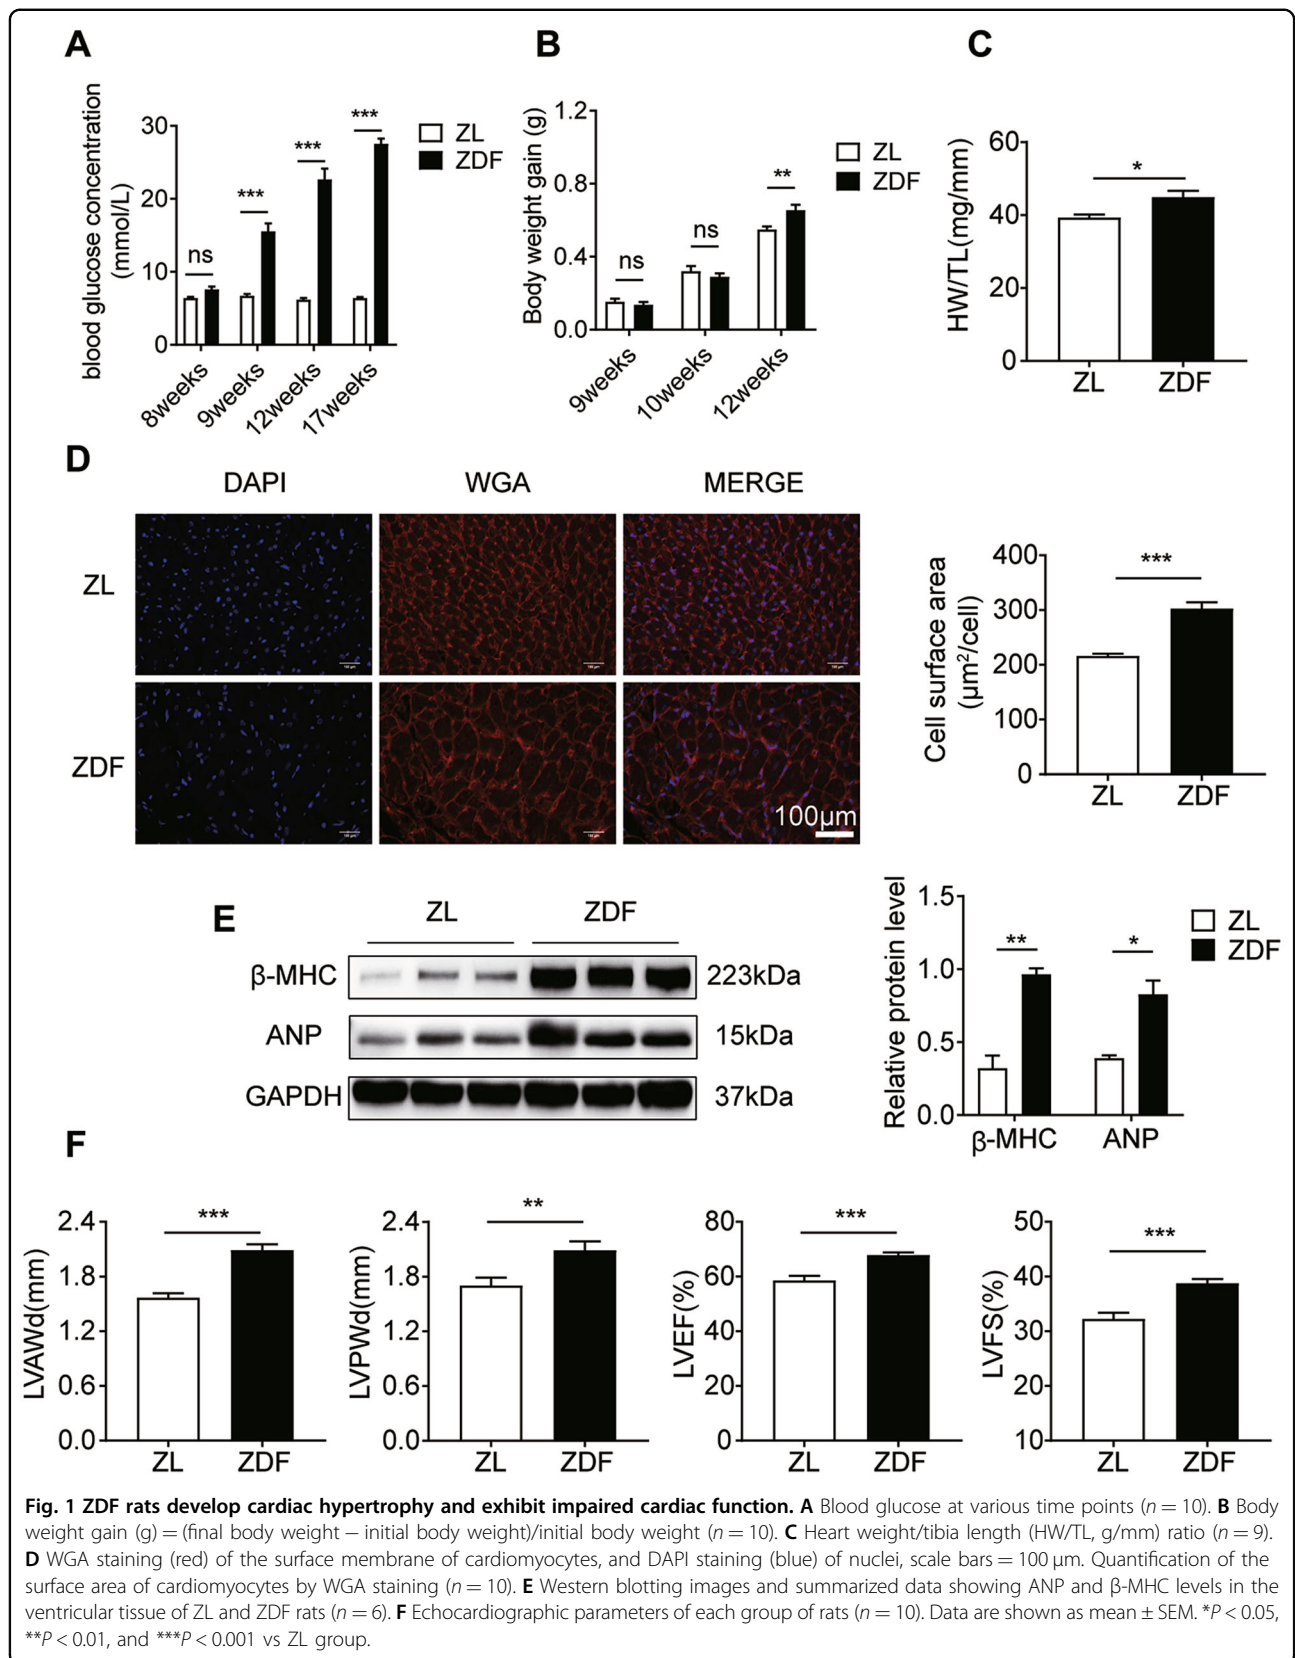 A
blood glucose concentration
(mmol/L)
30
20
10
0
ns
***
***
***
ZL
ZDF
8weeks
9weeks
12weeks
17weeks
B
Body weight gain (g)
1.2
0.8
0.4
0.0
ns
ns
**
ZL
ZDF
9weeks
10weeks
12weeks
C
HW/TL(mg/mm)
60
40
20
0
*
ZL
ZDF
D
DAPI
WGA
MERGE
ZL
ZDF
100μm
Cell surface area
(μm²/cell)
400
300
200
100
0
***
ZL
ZDF
E
ZL
ZDF
β-MHC
223kDa
ANP
15kDa
GAPDH
37kDa
Relative protein level
1.5
1.0
0.5
0.0
**
*
ZL
ZDF
β-MHC
ANP
F
LVAWd(mm)
2.4
1.8
1.2
0.6
0.0
***
ZL
ZDF
LVPWd(mm)
2.4
1.8
1.2
0.6
0.0
**
ZL
ZDF
LVEF(%)
80
60
40
20
0
***
ZL
ZDF
LVFS(%)
50
40
30
20
10
***
ZL
ZDF
Fig. 1 ZDF rats develop cardiac hypertrophy and exhibit impaired cardiac function. A Blood glucose at various time points (n = 10). B Body
weight gain (g) = (final body weight − initial body weight)/initial body weight (n = 10). C Heart weight/tibia length (HW/TL, g/mm) ratio (n = 9).
D WGA staining (red) of the surface membrane of cardiomyocytes, and DAPI staining (blue) of nuclei, scale bars = 100 μm. Quantification of the
surface area of cardiomyocytes by WGA staining (n = 10). E Western blotting images and summarized data showing ANP and β-MHC levels in the
ventricular tissue of ZL and ZDF rats (n = 6). F Echocardiographic parameters of each group of rats (n = 10). Data are shown as mean ± SEM. *P < 0.05,
**P < 0.01, and ***P < 0.001 vs ZL group.